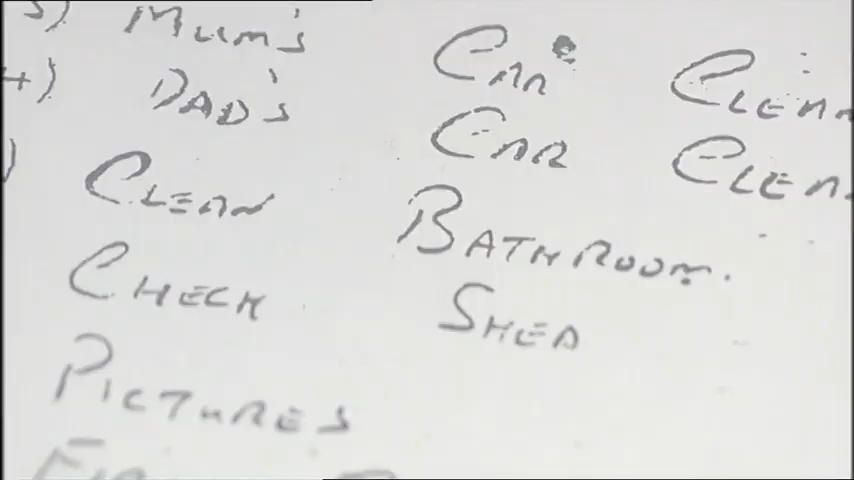 3) MUM'S CAR CLEAN
4) DAD'S CAR CLEAN
) CLEAN BATHROOM.
CHECK SHED
PICTURES